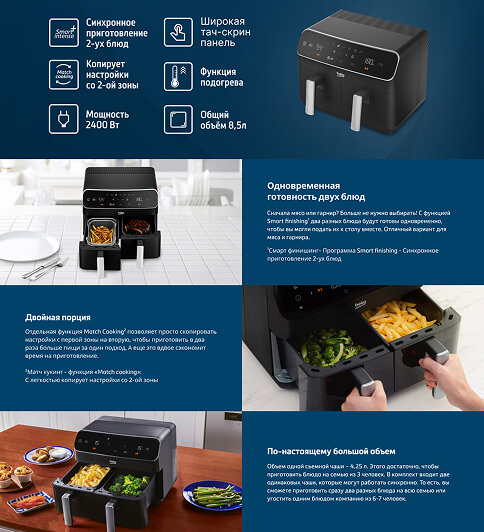 Smart+
intense
Синхронное
приготовление
2-ух блюд
Широкая
тач-скрин
панель
Match
cooking
Копирует
настройки
со 2-ой зоны
Функция
подогрева
Мощность
2400 Вт
Общий
объём 8,5л
beko
Одновременная
готовность двух блюд
Сначала мясо или гарнир? Больше не нужно выбирать! С функцией
Smart finishing¹ два разных блюда будут готовы одновременно,
чтобы вы могли подать их к столу вместе. Отличный вариант для
мяса и гарнира.
¹Смарт финишинг- Программа Smart finishing - Синхронное
приготовление 2-ух блюд
Двойная порция
Отдельная функция Match Cooking² позволяет просто скопировать
настройки с первой зоны на вторую, чтобы приготовить в два
раза больше пищи за один подход. А еще это вдвое сэкономит
время на приготовление.
²Матч кукинг - функция «Match cooking»:
С легкостью копирует настройки со 2-ой зоны
beko
По-настоящему большой объем
Объем одной съемной чаши – 4,25 л. Этого достаточно, чтобы
приготовить блюдо на семью из 3 человек. В комплект входит две
одинаковых чаши, которые могут работать синхронно. То есть, вы
сможете приготовить сразу два разных блюда на всю семью или
угостить одним блюдом компанию из 6-7 человек.